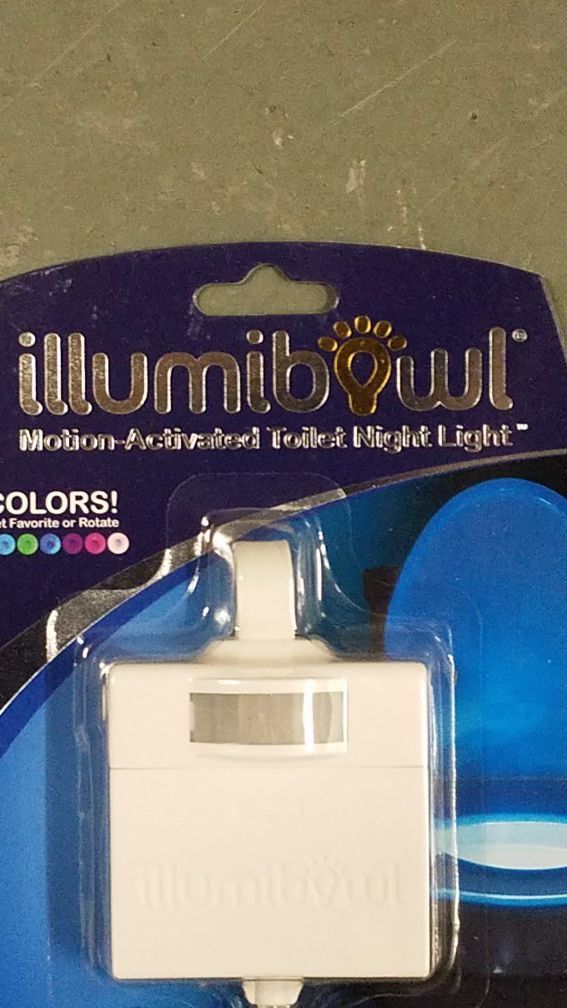 illumibowl®
Motion-Activated Toilet Night Light™
COLORS!
Favorite or Rotate
illumibowl